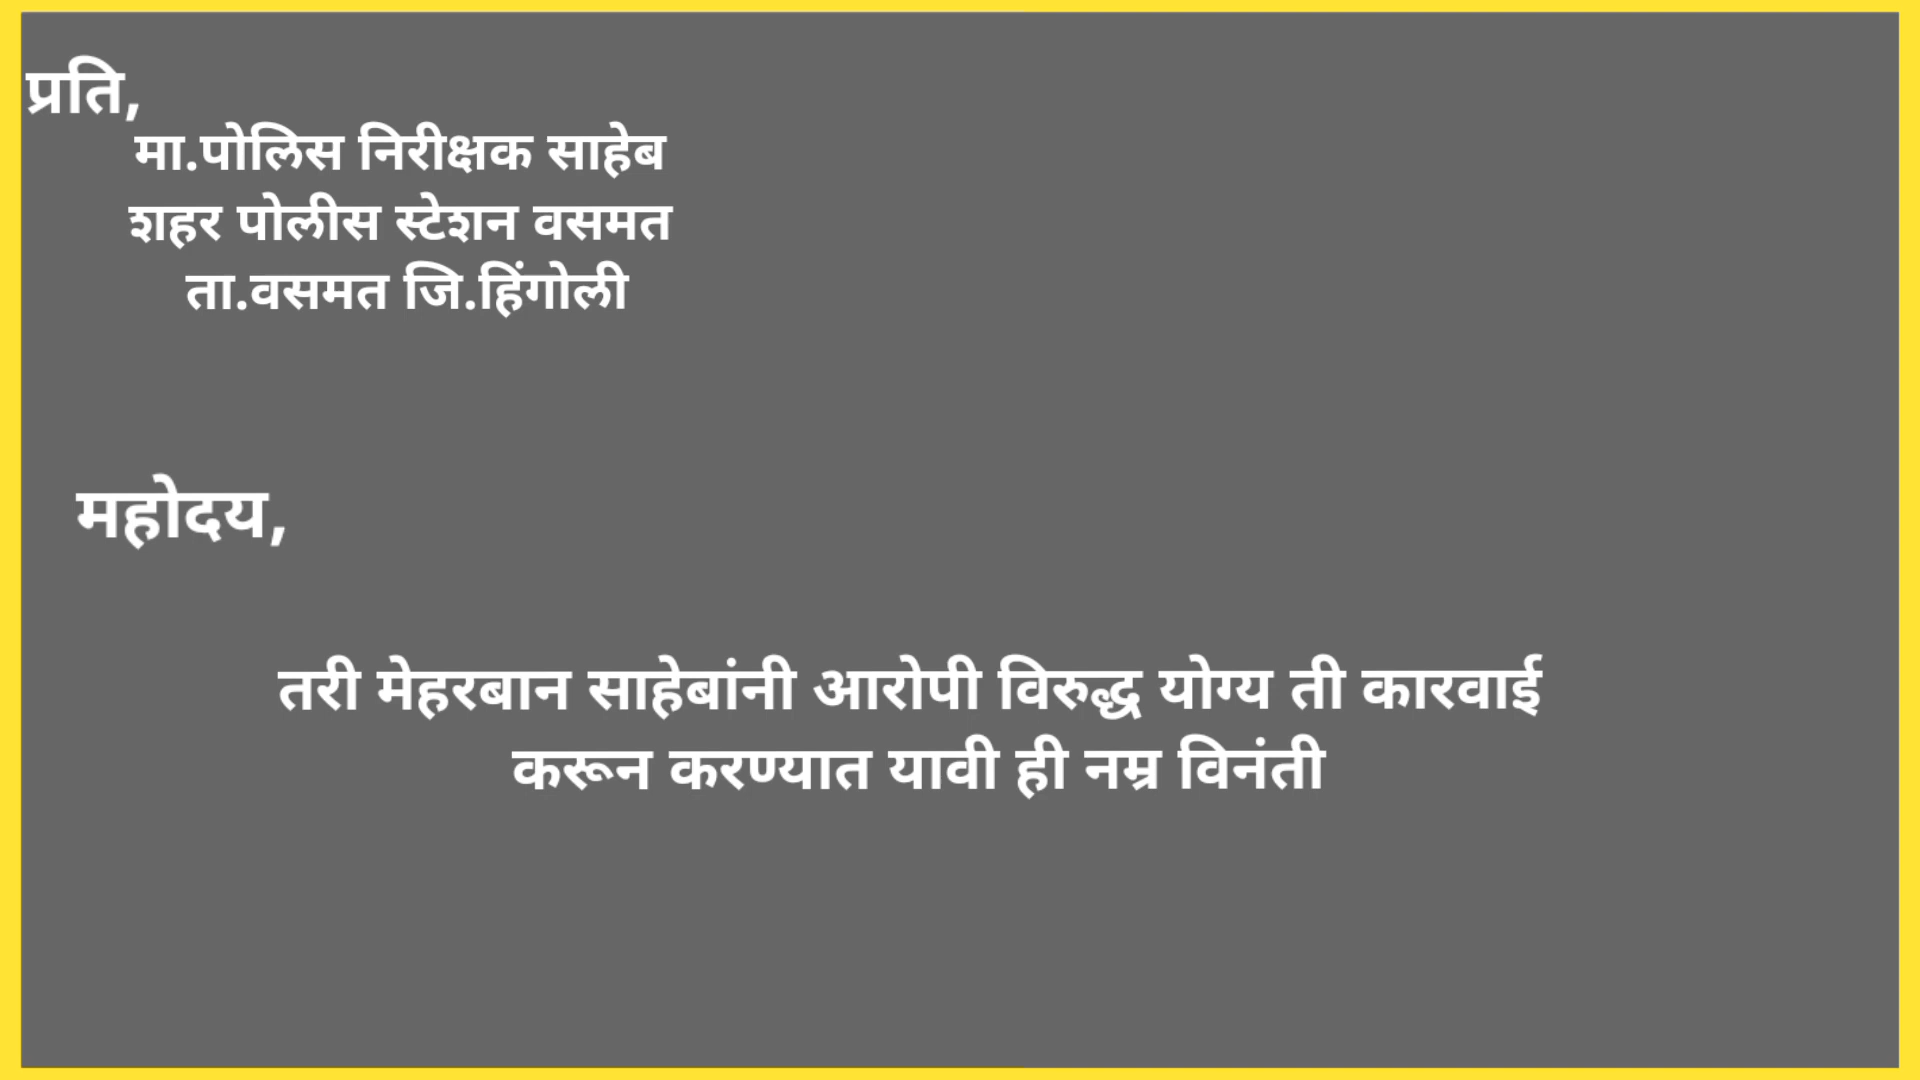 प्रति,
मा.पोलिस निरीक्षक साहेब
शहर पोलीस स्टेशन वसमत
ता.वसमत जि.हिंगोली
महोदय,
तरी मेहरबान साहेबांनी आरोपी विरुद्ध योग्य ती कारवाई
करून करण्यात यावी ही नम्र विनंती